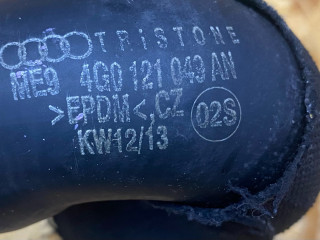 TRiSTONE
ME9 4G0 121 049 AN
>EPDM<,CZ 02S
KW12/13